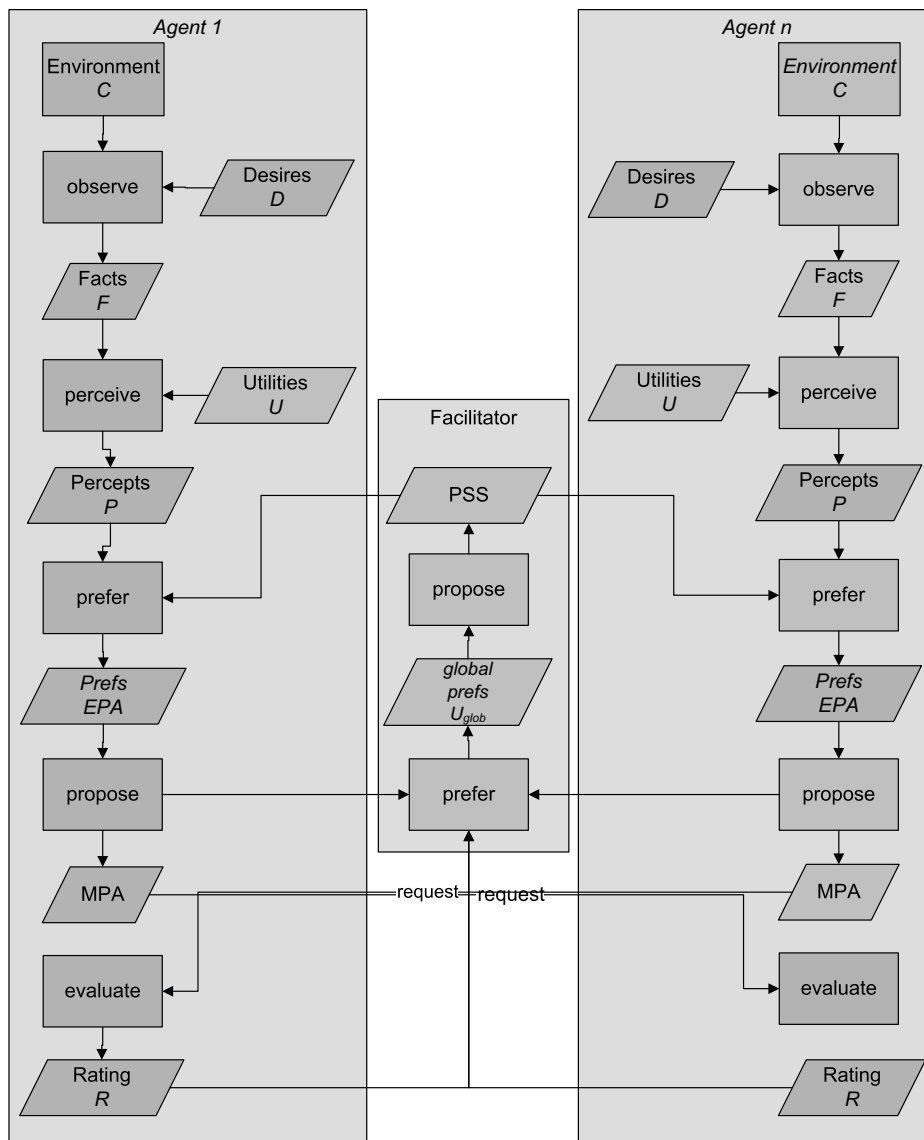 Agent 1
Environment
C
observe
Desires
D
Facts
F
perceive
Utilities
U
Percepts
P
prefer
Prefs
EPA
propose
MPA
evaluate
Rating
R
Facilitator
PSS
propose
global
prefs
U_glob
prefer
request
request
Agent n
Environment
C
Desires
D
observe
Facts
F
Utilities
U
perceive
Percepts
P
prefer
Prefs
EPA
propose
MPA
evaluate
Rating
R